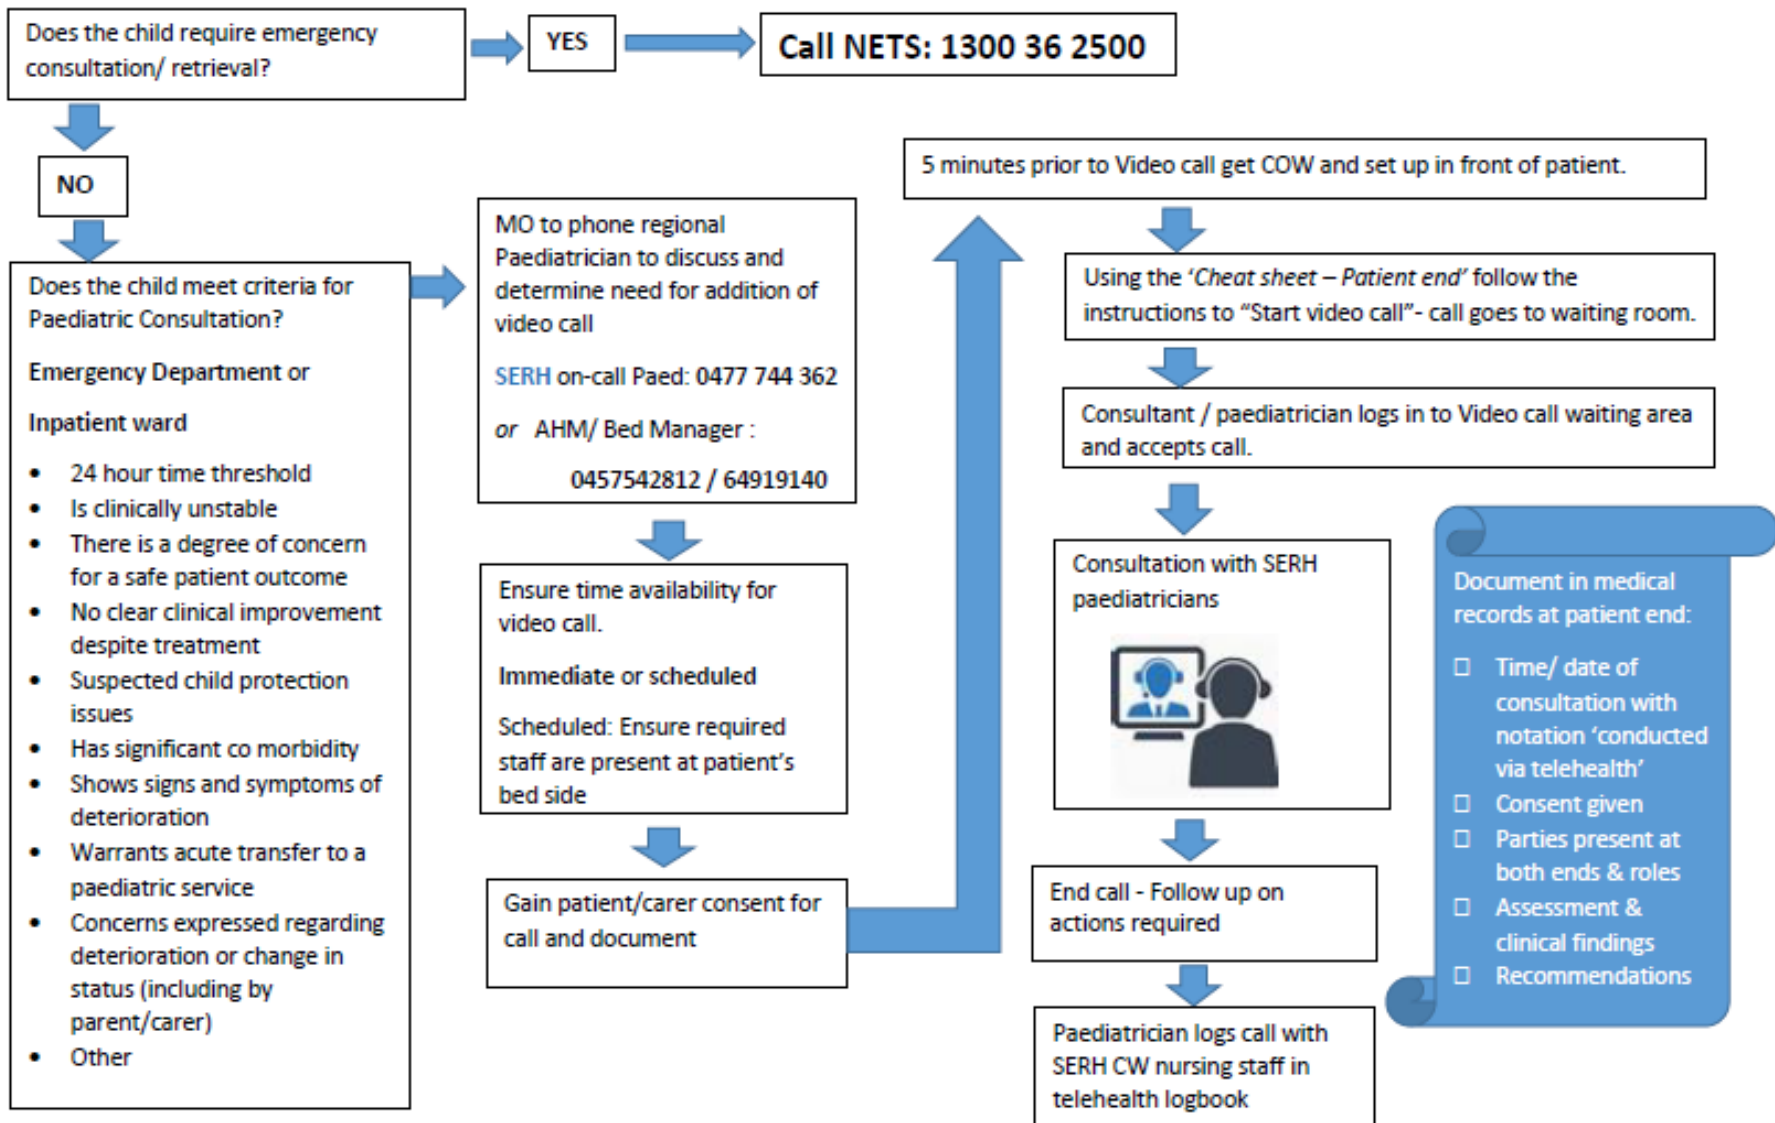 Does the child require emergency
consultation/ retrieval?
YES
Call NETS: 1300 36 2500
NO
Does the child meet criteria for
Paediatric Consultation?
Emergency Department or
Inpatient ward
• 24 hour time threshold
• Is clinically unstable
• There is a degree of concern
for a safe patient outcome
• No clear clinical improvement
despite treatment
• Suspected child protection
issues
• Has significant co morbidity
• Shows signs and symptoms of
deterioration
• Warrants acute transfer to a
paediatric service
• Concerns expressed regarding
deterioration or change in
status (including by
parent/carer)
• Other
MO to phone regional
Paediatrician to discuss and
determine need for addition of
video call
SERH on-call Paed: 0477 744 362
or AHM/ Bed Manager :
0457542812 / 64919140
Ensure time availability for
video call.
Immediate or scheduled
Scheduled: Ensure required
staff are present at patient's
bed side
Gain patient/carer consent for
call and document
5 minutes prior to Video call get COW and set up in front of patient.
Using the ‘Cheat sheet – Patient end’ follow the
instructions to “Start video call”- call goes to waiting room.
Consultant / paediatrician logs in to Video call waiting area
and accepts call.
Consultation with SERH
paediatricians
End call - Follow up on
actions required
Paediatrician logs call with
SERH CW nursing staff in
telehealth logbook
Document in medical
records at patient end:
☐ Time/ date of
consultation with
notation ‘conducted
via telehealth’
☐ Consent given
☐ Parties present at
both ends & roles
☐ Assessment &
clinical findings
☐ Recommendations